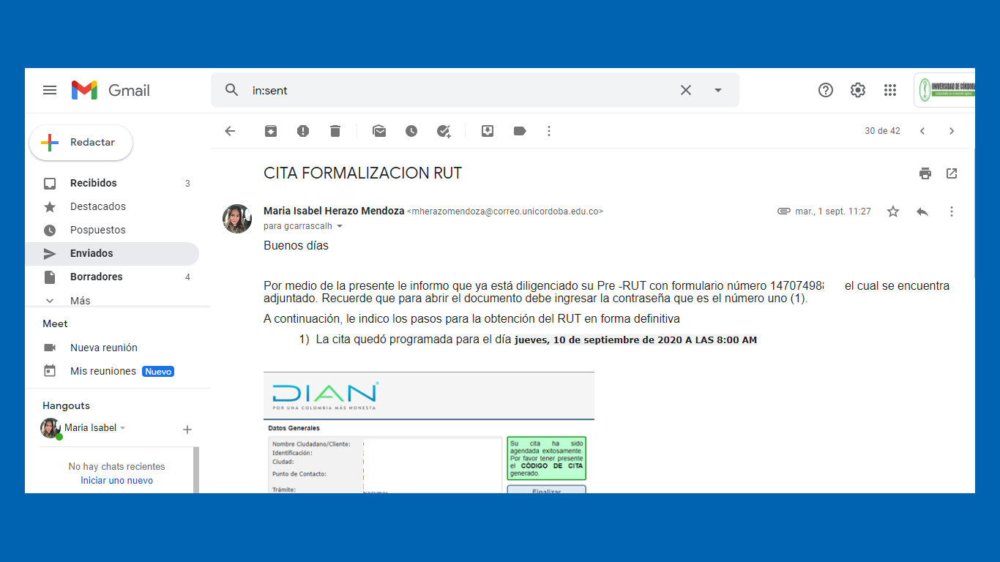 Gmail
in:sent
UNIVERSIDAD DE CÓRDOBA
Redactar
30 de 42
Recibidos 3
Destacados
Pospuestos
Enviados
Borradores 4
Más
Meet
Nueva reunión
Mis reuniones Nuevo
Hangouts
Maria Isabel
No hay chats recientes
Iniciar uno nuevo
CITA FORMALIZACION RUT
Maria Isabel Herazo Mendoza <mherazomendoza@correo.unicordoba.edu.co> mar., 1 sept. 11:27
para gcarrascalh
Buenos días
Por medio de la presente le informo que ya está diligenciado su Pre -RUT con formulario número 147074988 el cual se encuentra
adjuntado. Recuerde que para abrir el documento debe ingresar la contraseña que es el número uno (1).
A continuación, le indico los pasos para la obtención del RUT en forma definitiva
1) La cita quedó programada para el día jueves, 10 de septiembre de 2020 A LAS 8:00 AM
DIAN
POR UNA COLOMBIA MÁS HONESTA
Datos Generales
Nombre Ciudadano/Cliente:
Identificación:
Ciudad:
Punto de Contacto:
Trámite:
Su cita ha sido
agendada exitosamente.
Por favor tener presente
el CÓDIGO DE CITA
generado.
Finalizar